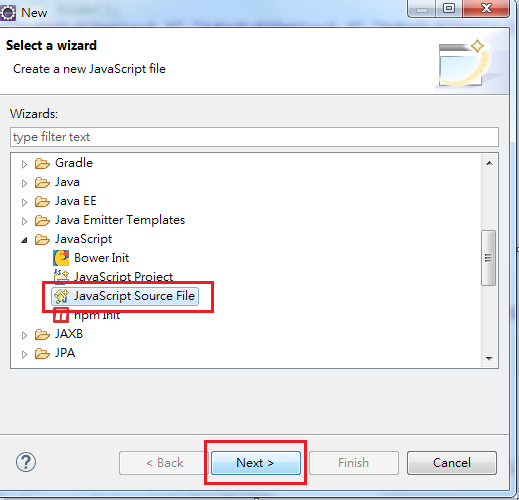 New
Select a wizard
Create a new JavaScript file
Wizards:
type filter text
Gradle
Java
Java EE
Java Emitter Templates
JavaScript
Bower Init
JavaScript Project
JavaScript Source File
npm Init
JAXB
JPA
?
< Back
Next >
Finish
Cancel